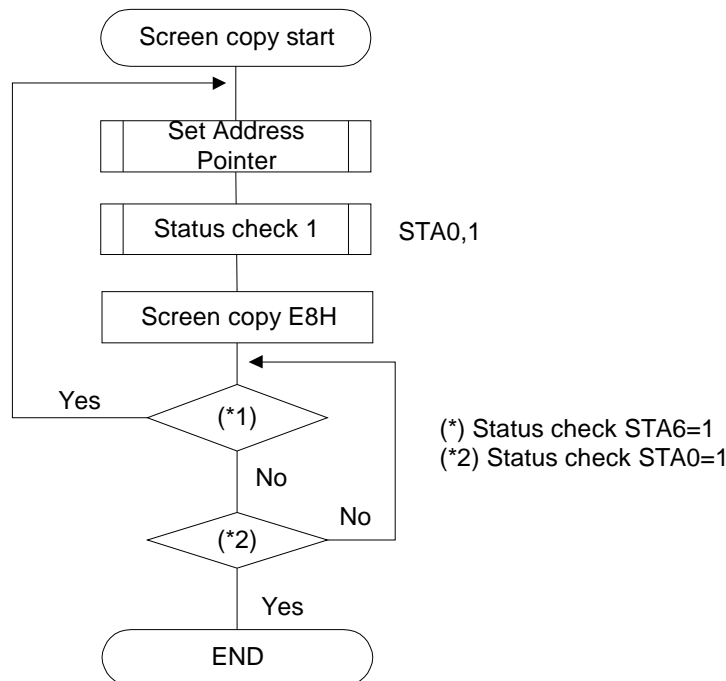 Screen copy start
Set Address
Pointer
Status check 1
STA0,1
Screen copy E8H
Yes
(*1)
(*) Status check STA6=1
(*2) Status check STA0=1
No
No
(*2)
Yes
END